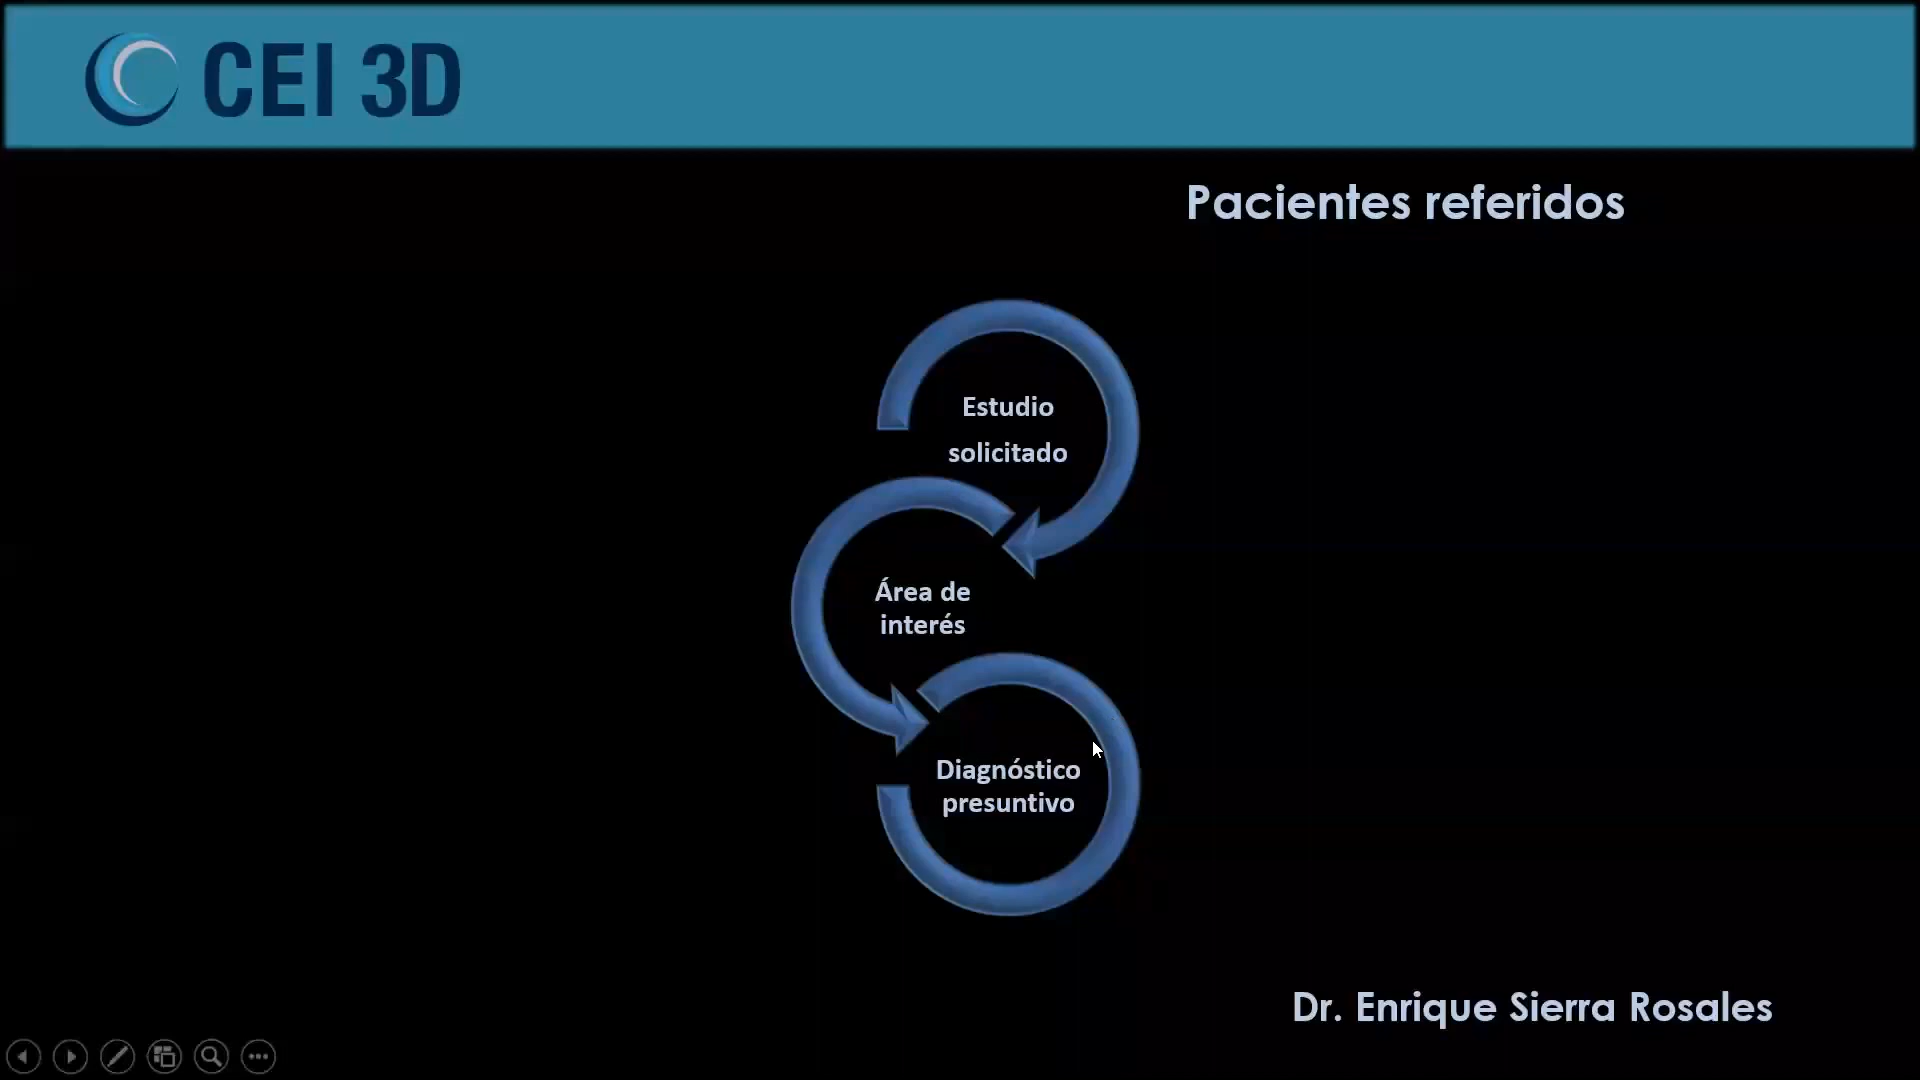 CEI 3D
Pacientes referidos
Estudio
solicitado
Área de
interés
Diagnóstico
presuntivo
Dr. Enrique Sierra Rosales